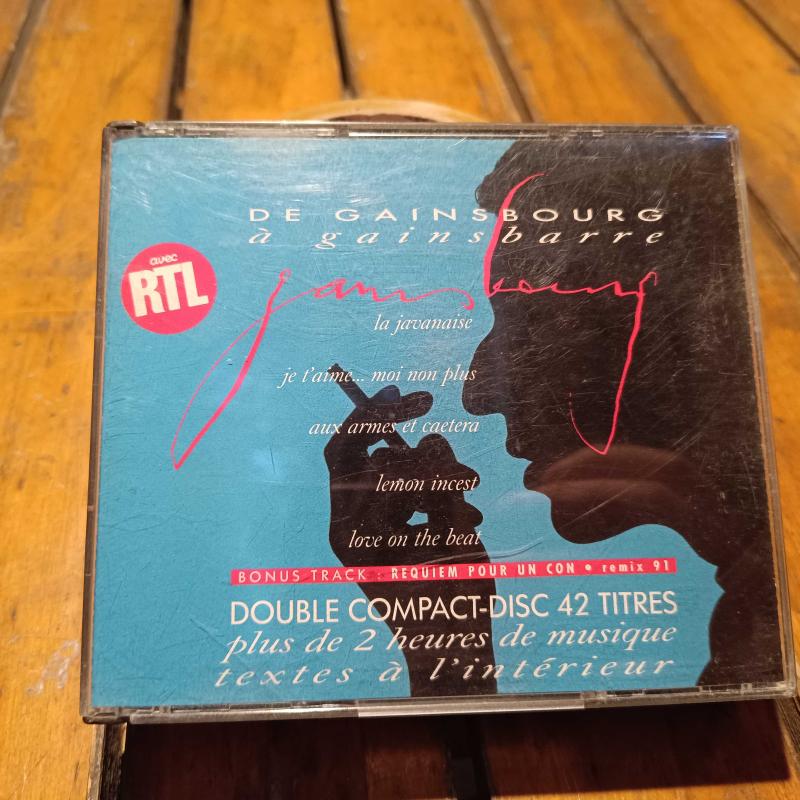 DE GAINSBOURG
à gainsbarre
avec
RTL
gainsbourg
la javanaise
je t'aime... moi non plus
aux armes et caetera
lemon incest
love on the beat
BONUS TRACK : REQUIEM POUR UN CON • remix 91
DOUBLE COMPACT-DISC 42 TITRES
plus de 2 heures de musique
textes à l'intérieur